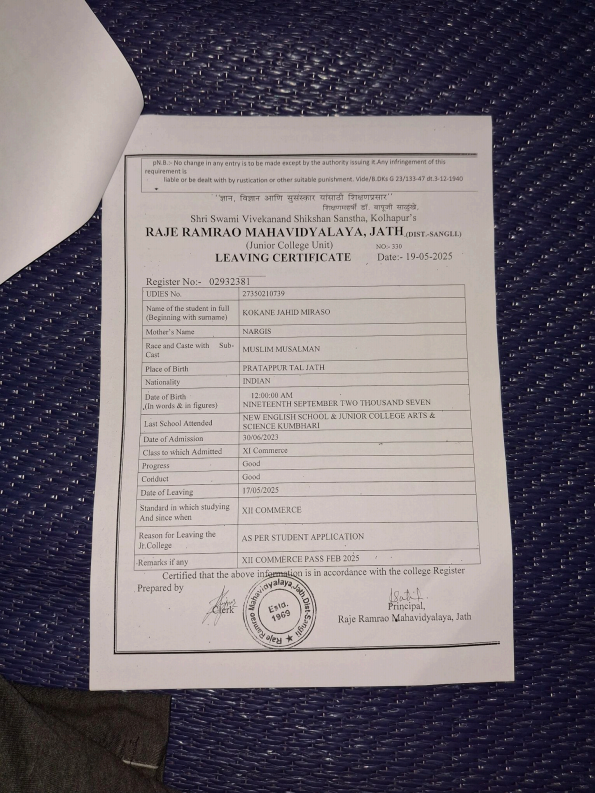 pN.B.:- No change in any entry is to be made except by the authority issuing it.Any infringement of this
requirement is
liable or be dealt with by rustication or other suitable punishment. Vide/B.DKs G 23/133-47 dt.3-12-1940
"ज्ञान, विज्ञान आणि सुसंस्कार यांसाठी शिक्षणप्रसार"
शिक्षणमहर्षी डॉ. बापूजी साळुंखे,
Shri Swami Vivekanand Shikshan Sanstha, Kolhapur's
RAJE RAMRAO MAHAVIDYALAYA, JATH.(DIST.-SANGLI.)
(Junior College Unit) NO:- 330
LEAVING CERTIFICATE Date:- 19-05-2025
Register No:- 02932381
UDIES No. 27350210739
Name of the student in full
(Beginning with surname) KOKANE JAHID MIRASO
Mother's Name NARGIS
Race and Caste with Sub-
Cast MUSLIM MUSALMAN
Place of Birth PRATAPPUR TAL JATH
Nationality INDIAN
Date of Birth 12:00:00 AM
(In words & in figures) NINETEENTH SEPTEMBER TWO THOUSAND SEVEN
Last School Attended NEW ENGLISH SCHOOL & JUNIOR COLLEGE ARTS &
SCIENCE KUMBHARI
Date of Admission 30/06/2023
Class to which Admitted XI Commerce
Progress Good
Conduct Good
Date of Leaving 17/05/2025
Standard in which studying
And since when XII COMMERCE
Reason for Leaving the
Jr.College AS PER STUDENT APPLICATION
Remarks if any XII COMMERCE PASS FEB 2025
Certified that the above information is in accordance with the college Register
Prepared by
Clerk
Raje Ramrao Mahavidyalaya,Jath,Dist-Sangli
Estd.
1969
Principal,
Raje Ramrao Mahavidyalaya, Jath